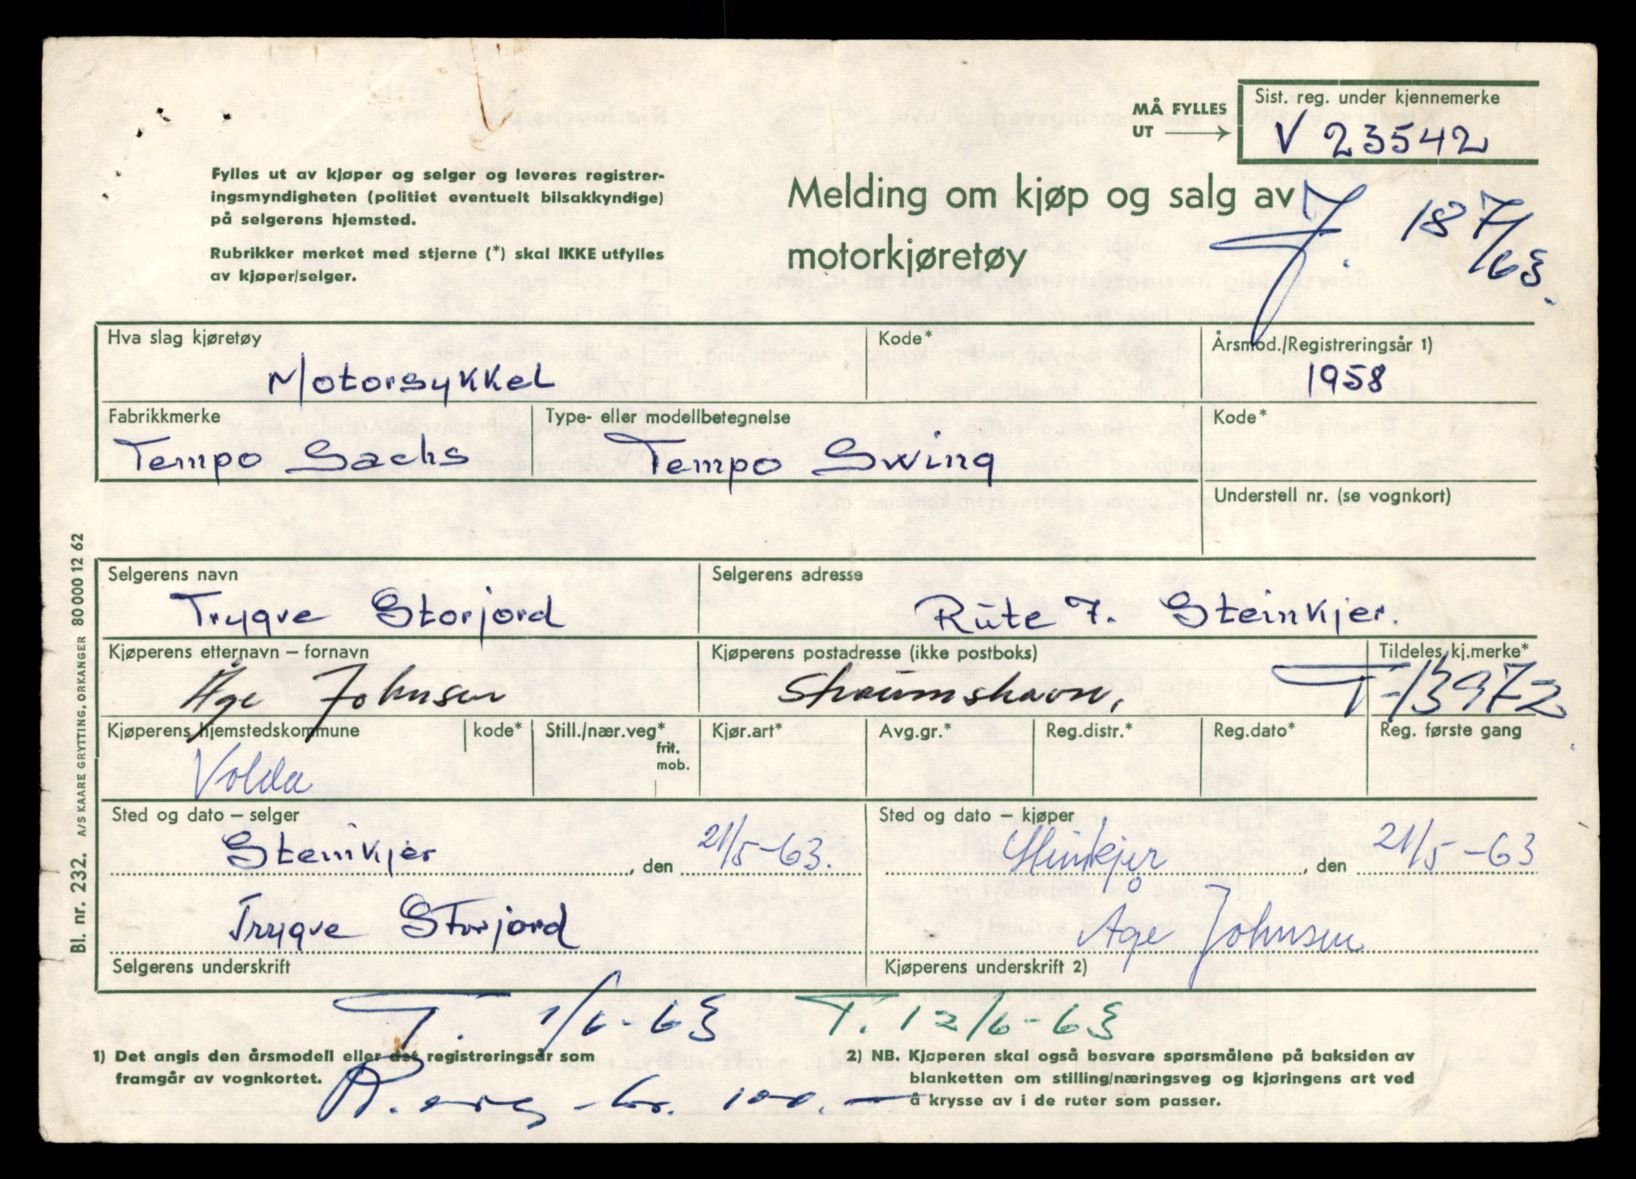 MÅ FYLLES UT
Sist. reg. under kjennemerke
V 23542
Fylles ut av kjøper og selger og leveres registrer-
ingsmyndigheten (politiet eventuelt bilsakkyndige)
på selgerens hjemsted.
Rubrikker merket med stjerne (*) skal IKKE utfylles
av kjøper/selger.
Melding om kjøp og salg av
motorkjøretøy
J. 18 7/63.
Hva slag kjøretøy
Motorsykkel
Kode*
Årsmod./Registreringsår 1)
1958
Fabrikkmerke
Tempo Sachs
Type- eller modellbetegnelse
Tempo Swing
Kode*
Understell nr. (se vognkort)
Selgerens navn
Trygve Storjord
Selgerens adresse
Rute 7. Steinkjer.
Kjøperens etternavn – fornavn
Åge Johnsen
Kjøperens postadresse (ikke postboks)
Straumshavn,
Tildeles kj.merke*
T-13972
Kjøperens hjemstedskommune
Volda
kode*
Still./nær.veg*
frit.
mob.
Kjør.art*
Avg.gr.*
Reg.distr.*
Reg.dato*
Reg. første gang
Sted og dato – selger
Steinkjer, den 21/5-63.
Trygve Storjord
Selgerens underskrift
Sted og dato – kjøper
Steinkjer, den 21/5-63
Åge Johnsen
Kjøperens underskrift 2)
T. 1/6-63
T. 12/6-63
1) Det angis den årsmodell eller det registreringsår som
framgår av vognkortet.
kr. 100.—
2) NB. Kjøperen skal også besvare spørsmålene på baksiden av
blanketten om stilling/næringsveg og kjøringens art ved
å krysse av i de ruter som passer.
Bl. nr. 232. A/S KAARE GRYTTING, ORKANGER 80 000 12 62